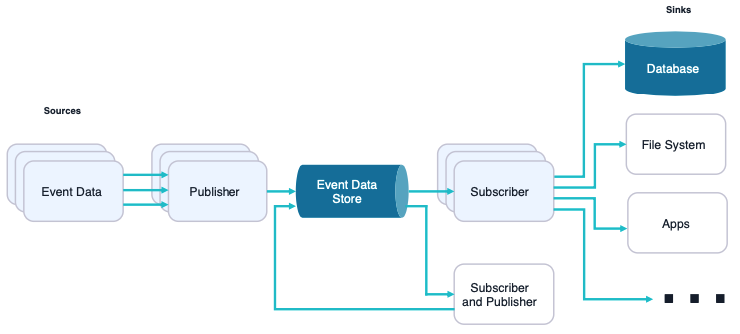 Sinks
Database
Sources
File System
Event Data
Publisher
Event Data
Store
Subscriber
Apps
Subscriber
and Publisher